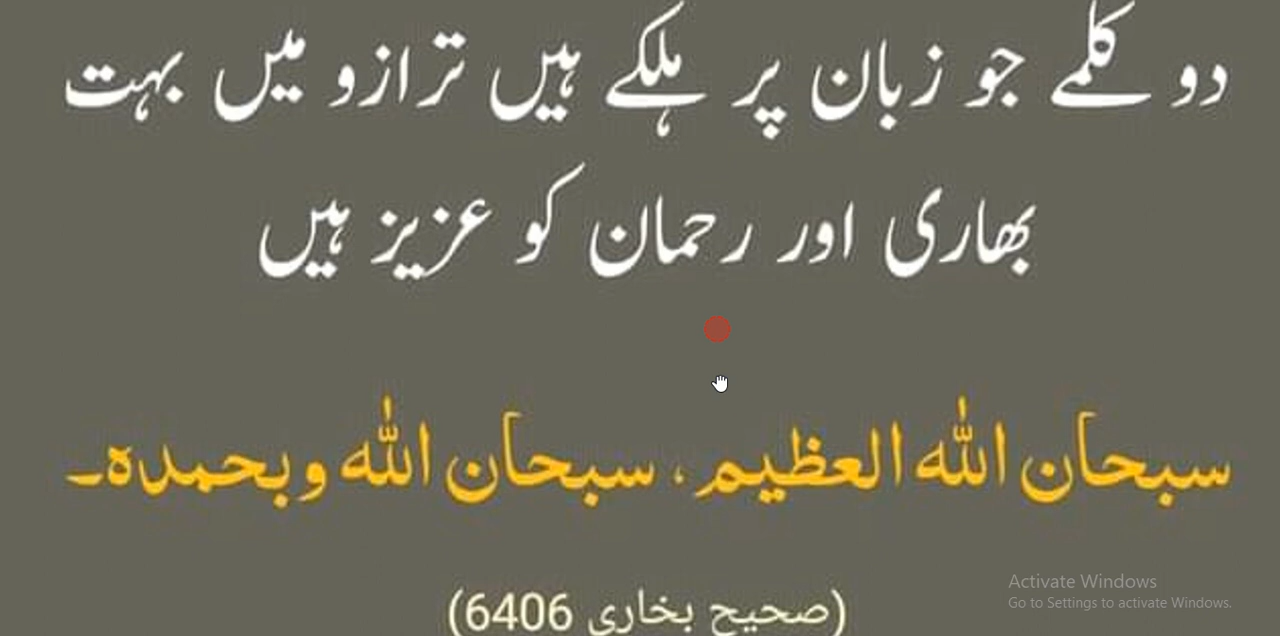 دو کلمے جو زبان پر ہلکے ہیں ترازو میں بہت
بھاری اور رحمان کو عزیز ہیں
سبحان اللہ العظیم ، سبحان اللہ وبحمدہ۔
(صحیح بخاری 6406)
Activate Windows
Go to Settings to activate Windows.